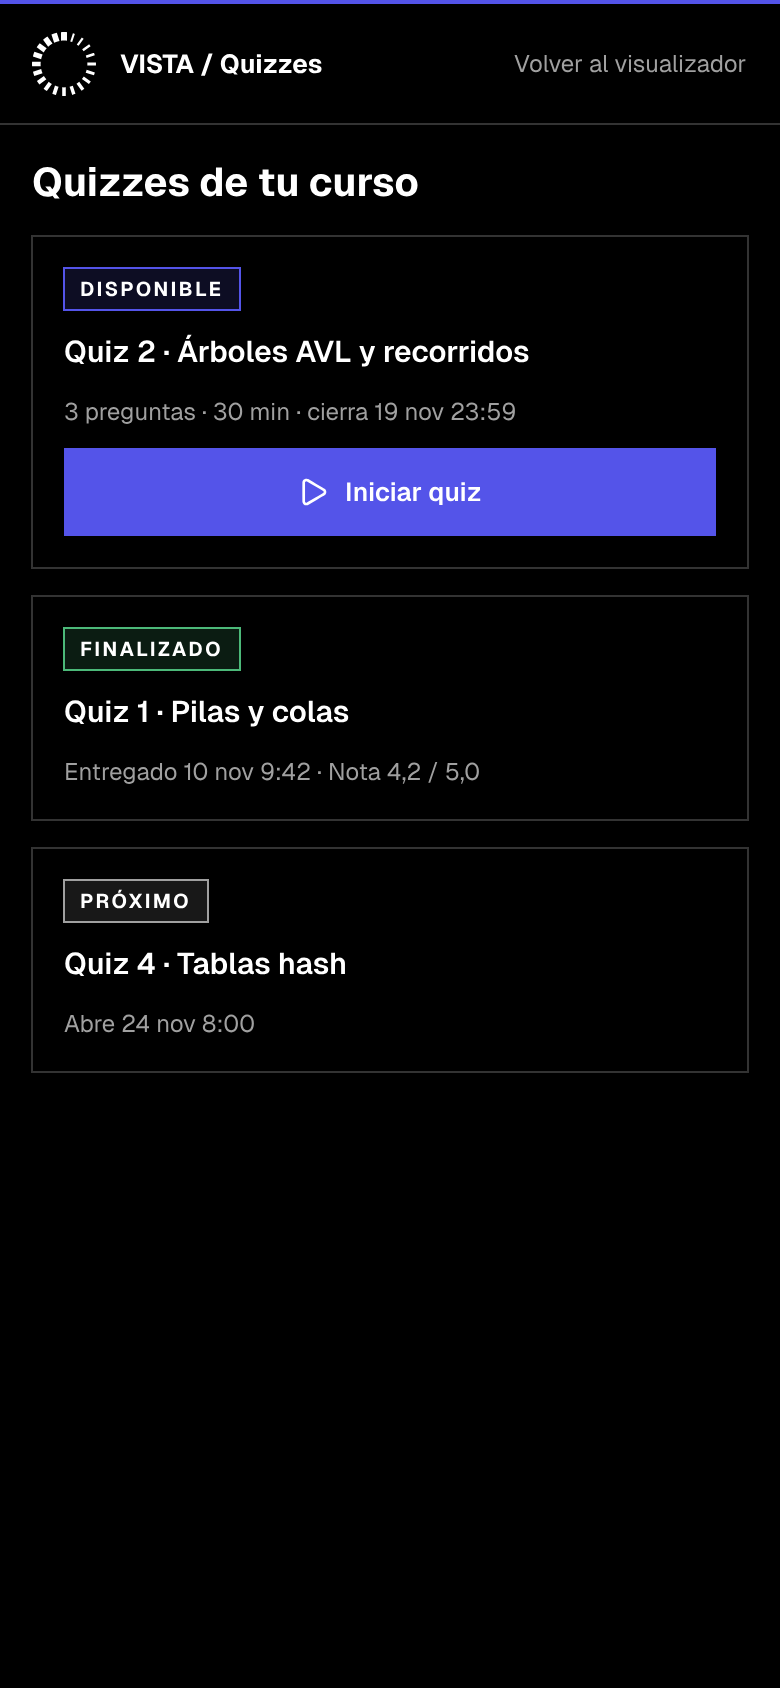 VISTA / Quizzes
Volver al visualizador
Quizzes de tu curso
DISPONIBLE
Quiz 2 · Árboles AVL y recorridos
3 preguntas · 30 min · cierra 19 nov 23:59
Iniciar quiz
FINALIZADO
Quiz 1 · Pilas y colas
Entregado 10 nov 9:42 · Nota 4,2 / 5,0
PRÓXIMO
Quiz 4 · Tablas hash
Abre 24 nov 8:00